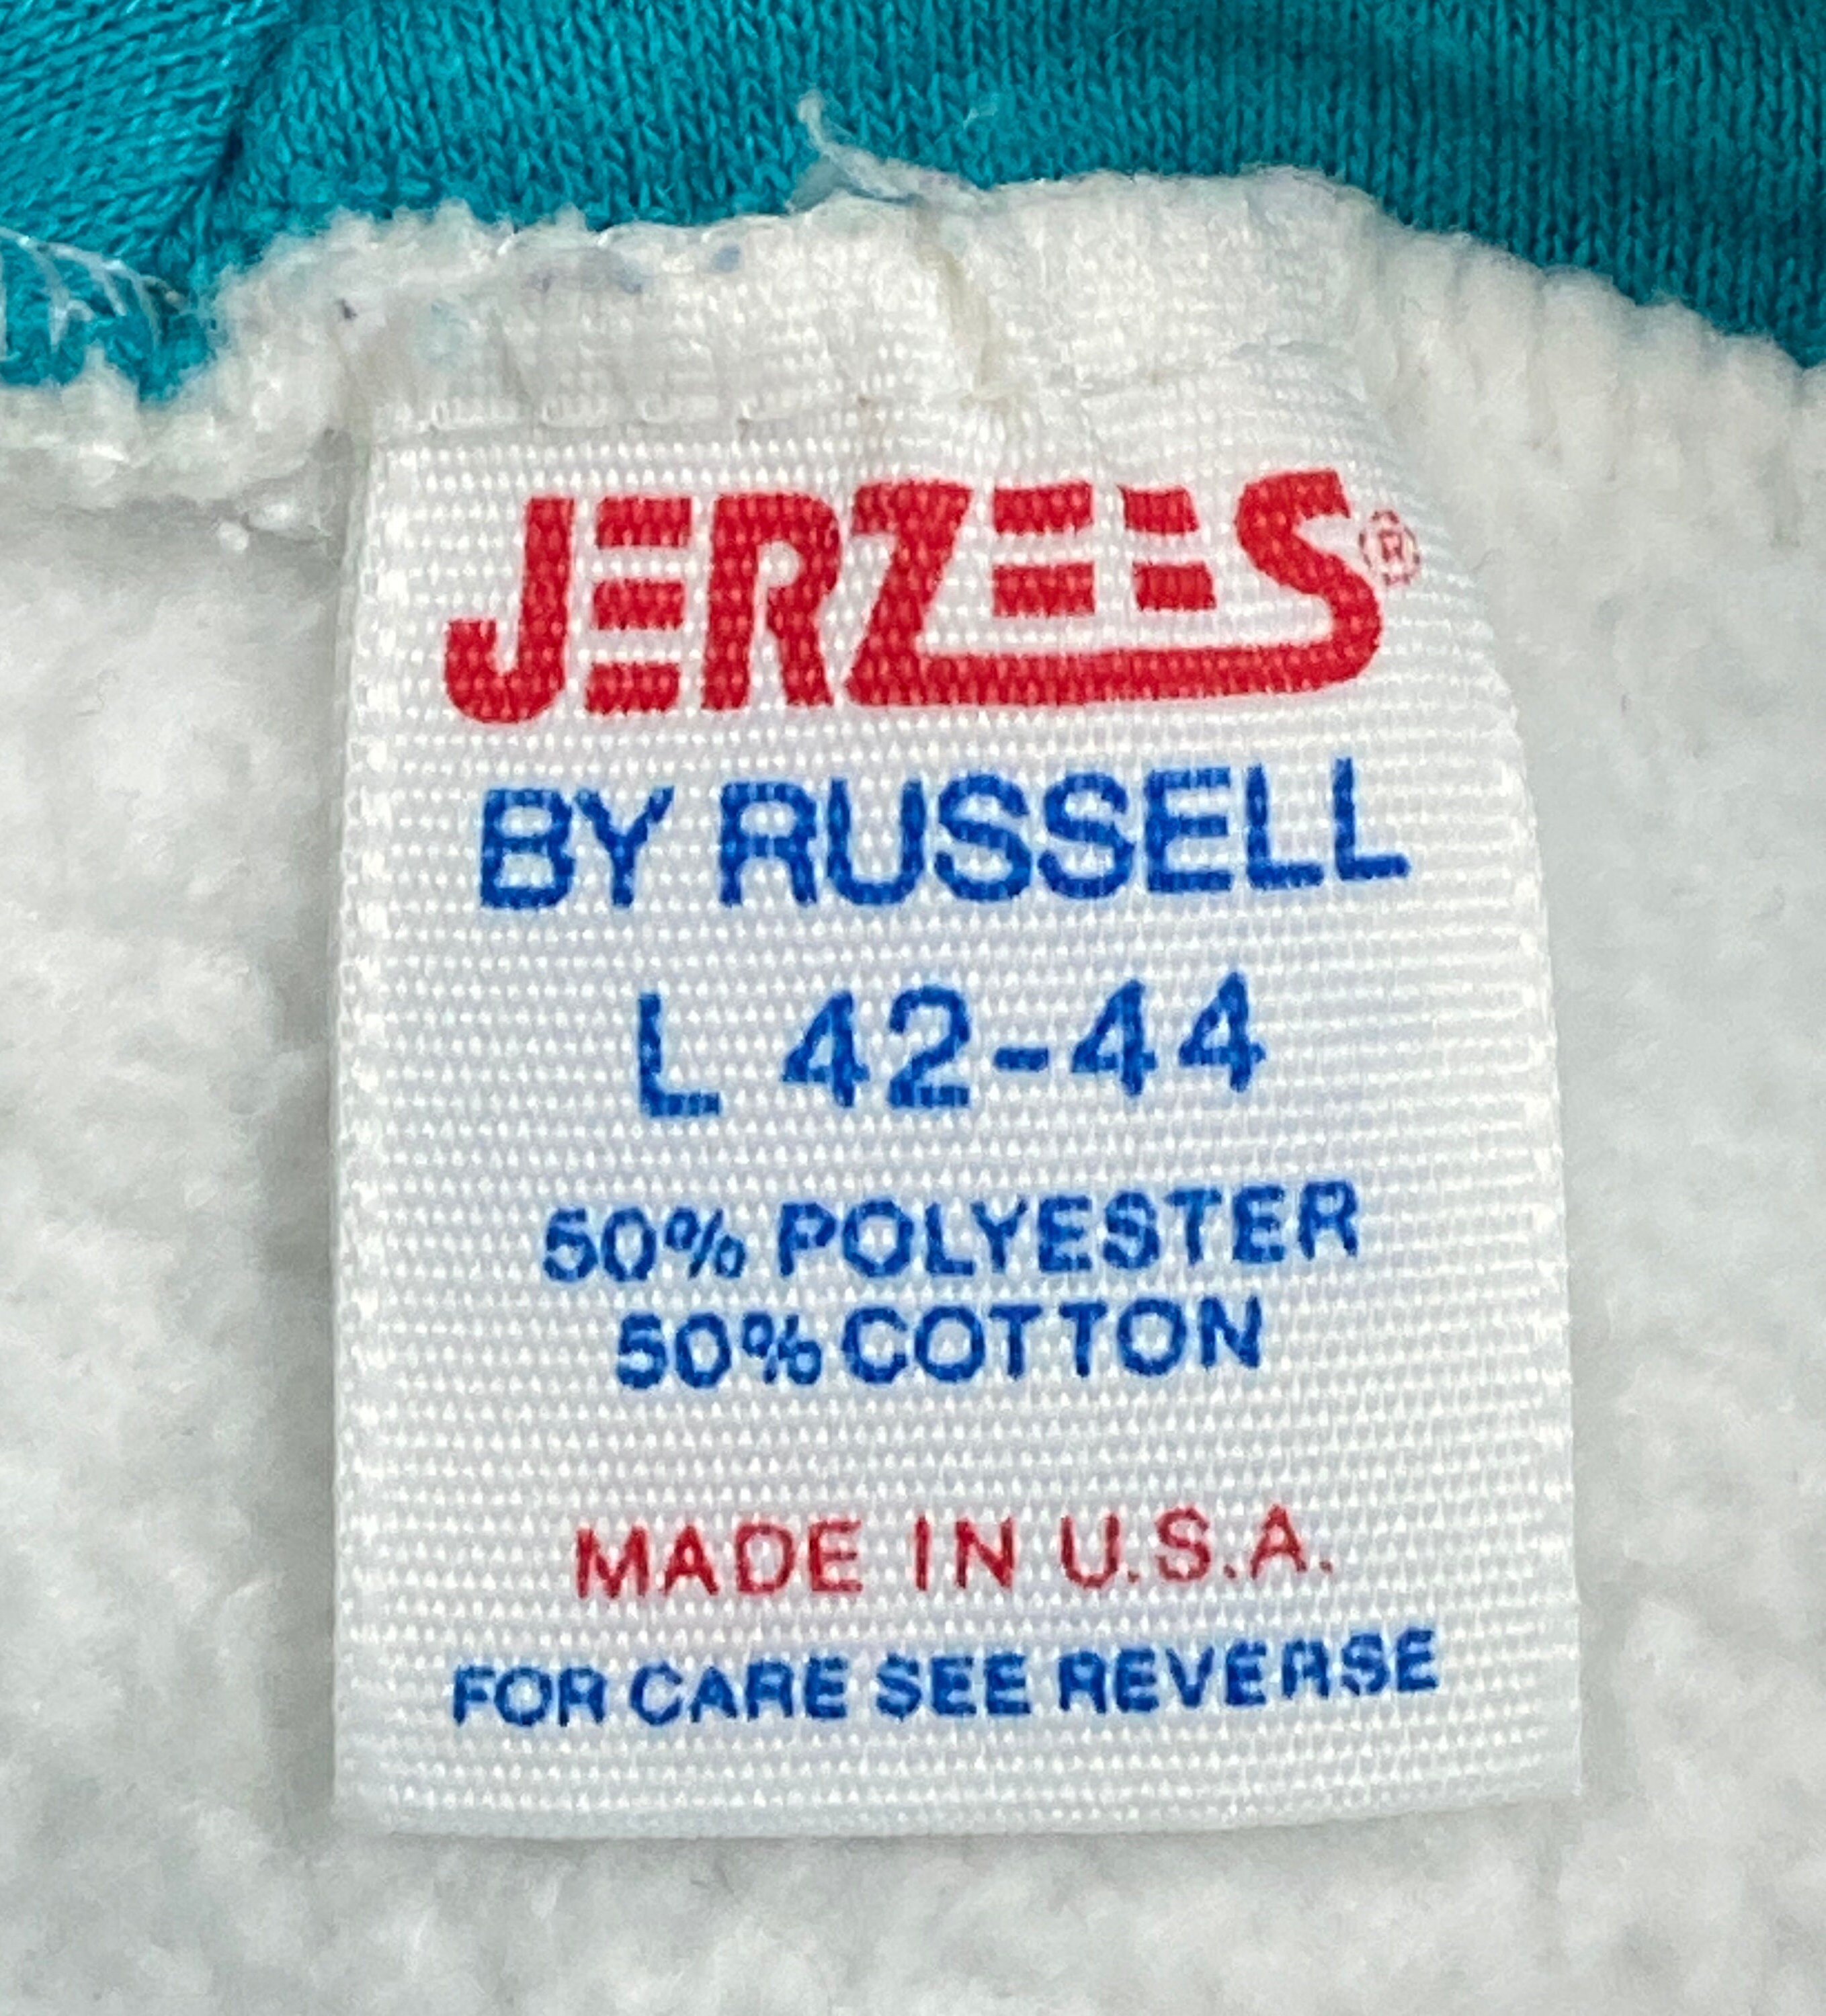 JERZEES®
BY RUSSELL
L 42-44
50% POLYESTER
50% COTTON
MADE IN U.S.A.
FOR CARE SEE REVERSE